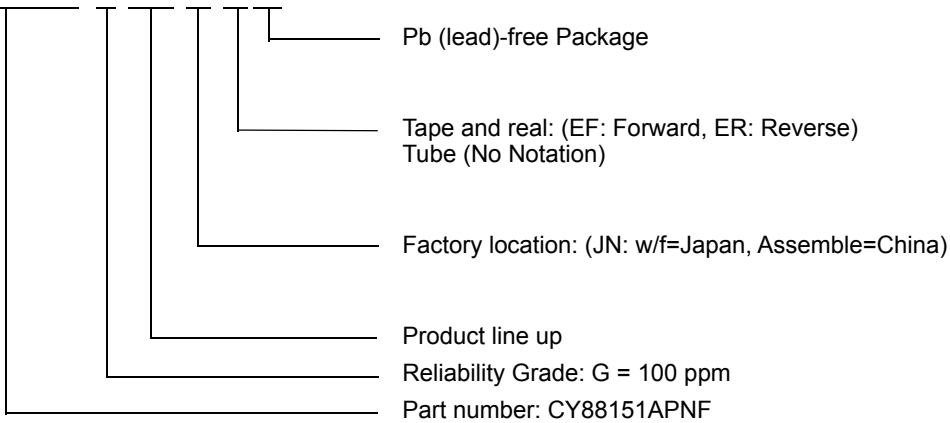 Pb (lead)-free Package
Tape and real: (EF: Forward, ER: Reverse)
Tube (No Notation)
Factory location: (JN: w/f=Japan, Assemble=China)
Product line up
Reliability Grade: G = 100 ppm
Part number: CY88151APNF